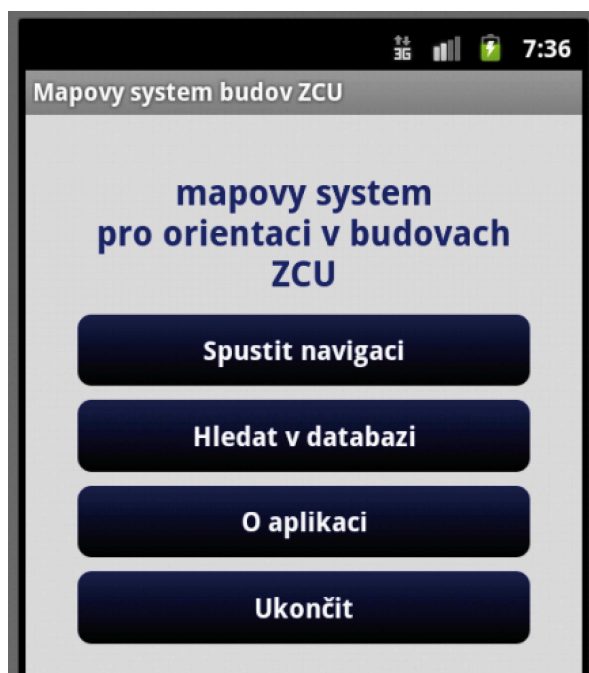 3G 7:36
Mapovy system budov ZCU
mapovy system
pro orientaci v budovach
ZCU
Spustit navigaci
Hledat v databazi
O aplikaci
Ukončit